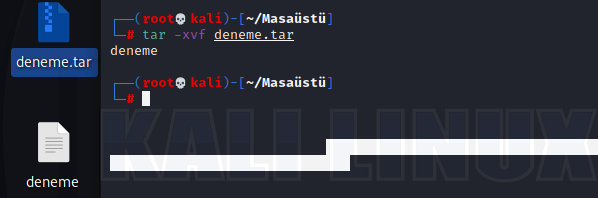 deneme.tar
deneme
┌──(root💀kali)-[~/Masaüstü]
└─# tar -xvf deneme.tar
deneme
┌──(root💀kali)-[~/Masaüstü]
└─#
KALI LINUX